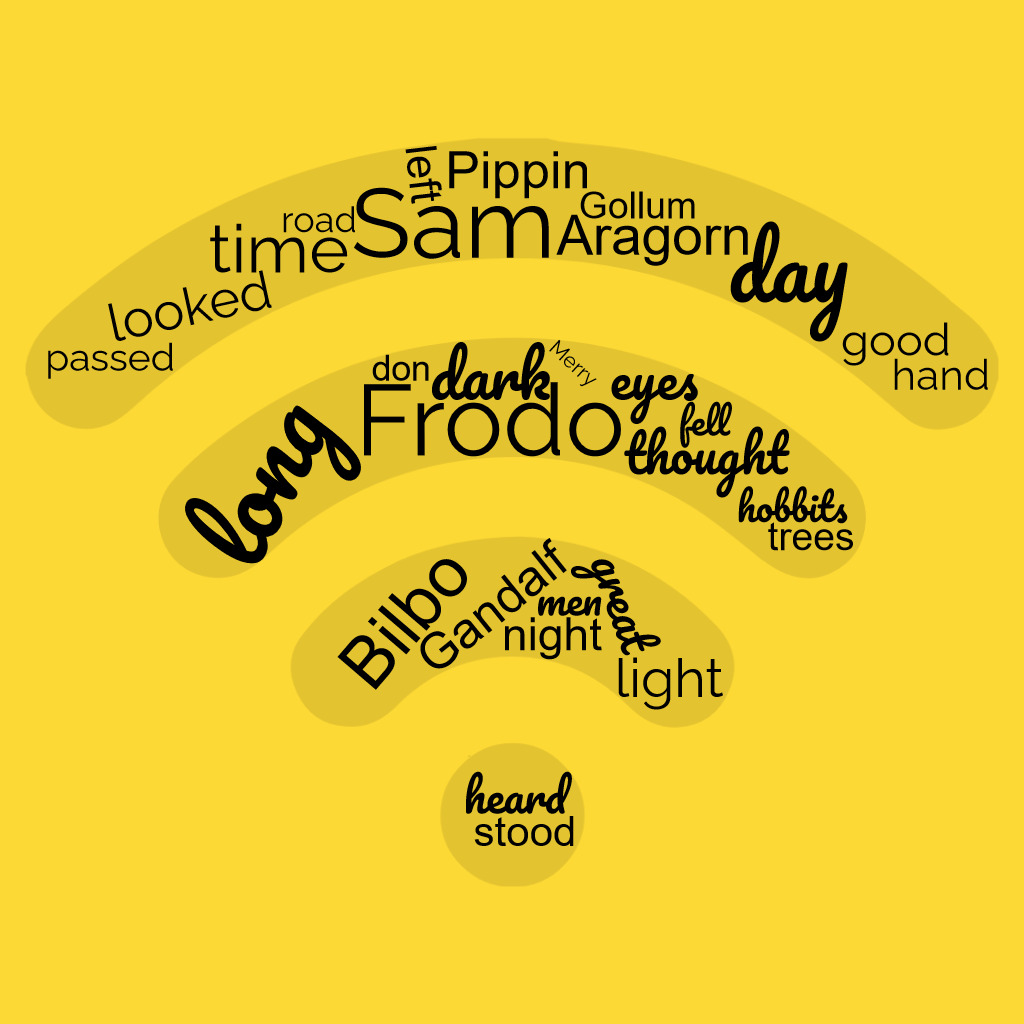 left
Pippin
Gollum
road
Sam
Aragorn
time
day
looked
good
passed
hand
don
dark
Merry
eyes
Frodo
fell
long
thought
hobbits
trees
Bilbo
Gandalf
great
men
night
light
heard
stood